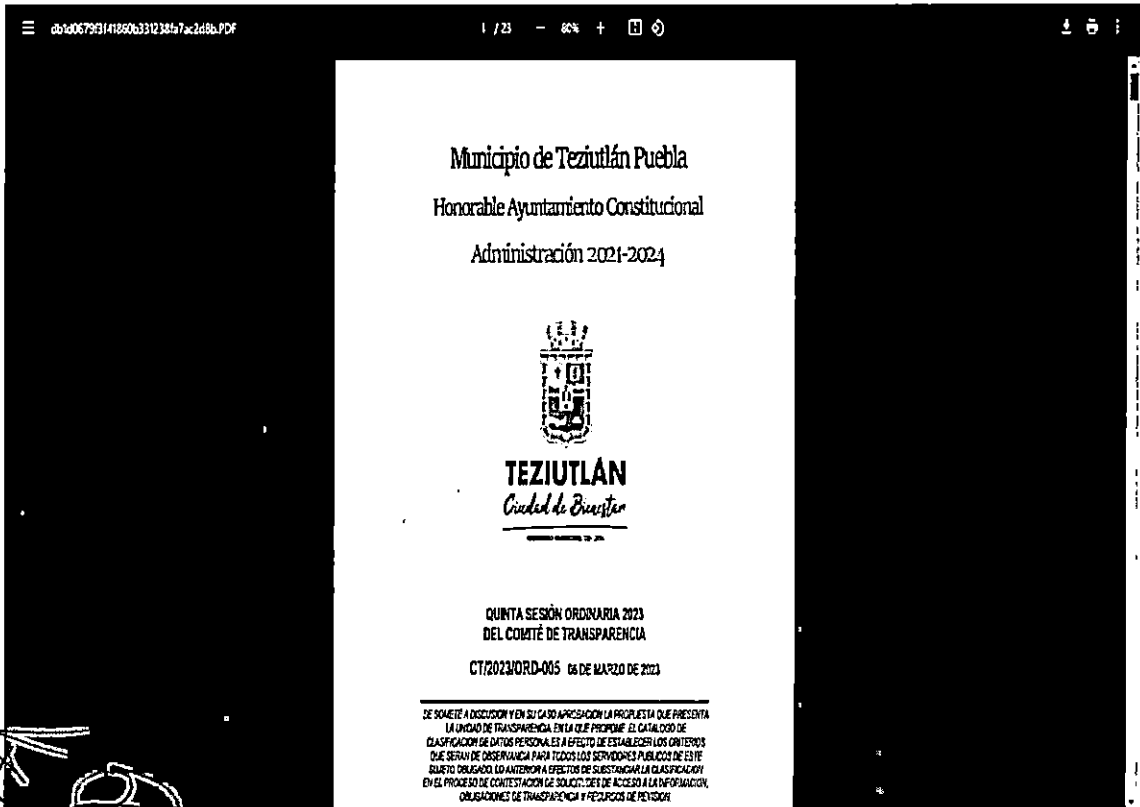 db1d0679f3f41860b331238fa7ac2d8b.PDF
1 / 23 — 80% +
Municipio de Teziutlán Puebla
Honorable Ayuntamiento Constitucional
Administración 2021-2024
TEZIUTLÁN
Ciudad de Bienestar
QUINTA SESIÓN ORDINARIA 2023
DEL COMITÉ DE TRANSPARENCIA
CT/2023/ORD-005 06 DE MARZO DE 2023
SE SOMETE A DISCUSION Y EN SU CASO APROBACION LA PROPUESTA QUE PRESENTA
LA UNIDAD DE TRANSPARENCIA, EN LA QUE PROPONE EL CATALOGO DE
CLASIFICACION DE DATOS PERSONALES A EFECTO DE ESTABLECER LOS CRITERIOS
QUE SERAN DE OBSERVANCIA PARA TODOS LOS SERVIDORES PUBLICOS DE ESTE
SUJETO OBLIGADO, LO ANTERIOR A EFECTOS DE SUBSTANCIAR LA CLASIFICACION
EN EL PROCESO DE CONTESTACION DE SOLICITUDES DE ACCESO A LA INFORMACION,
OBLIGACIONES DE TRANSPARENCIA Y RECURSOS DE REVISION